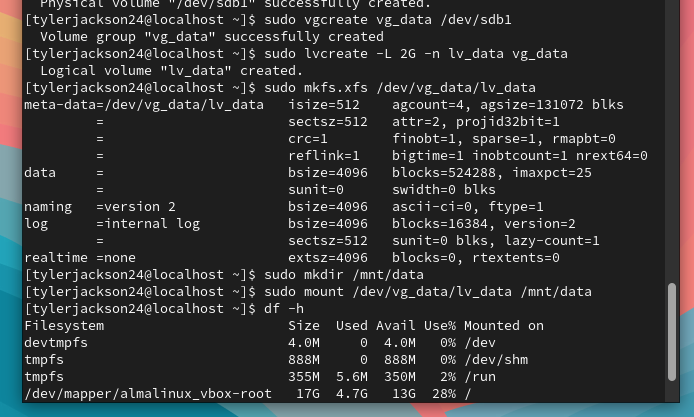 Physical volume "/dev/sdb1" successfully created.
[tylerjackson24@localhost ~]$ sudo vgcreate vg_data /dev/sdb1
  Volume group "vg_data" successfully created
[tylerjackson24@localhost ~]$ sudo lvcreate -L 2G -n lv_data vg_data
  Logical volume "lv_data" created.
[tylerjackson24@localhost ~]$ sudo mkfs.xfs /dev/vg_data/lv_data
meta-data=/dev/vg_data/lv_data   isize=512    agcount=4, agsize=131072 blks
         =                       sectsz=512   attr=2, projid32bit=1
         =                       crc=1        finobt=1, sparse=1, rmapbt=0
         =                       reflink=1    bigtime=1 inobtcount=1 nrext64=0
data     =                       bsize=4096   blocks=524288, imaxpct=25
         =                       sunit=0      swidth=0 blks
naming   =version 2              bsize=4096   ascii-ci=0, ftype=1
log      =internal log           bsize=4096   blocks=16384, version=2
         =                       sectsz=512   sunit=0 blks, lazy-count=1
realtime =none                   extsz=4096   blocks=0, rtextents=0
[tylerjackson24@localhost ~]$ sudo mkdir /mnt/data
[tylerjackson24@localhost ~]$ sudo mount /dev/vg_data/lv_data /mnt/data
[tylerjackson24@localhost ~]$ df -h
Filesystem                       Size  Used Avail Use% Mounted on
devtmpfs                         4.0M     0  4.0M   0% /dev
tmpfs                            888M     0  888M   0% /dev/shm
tmpfs                            355M  5.6M  350M   2% /run
/dev/mapper/almalinux_vbox-root   17G  4.7G   13G  28% /